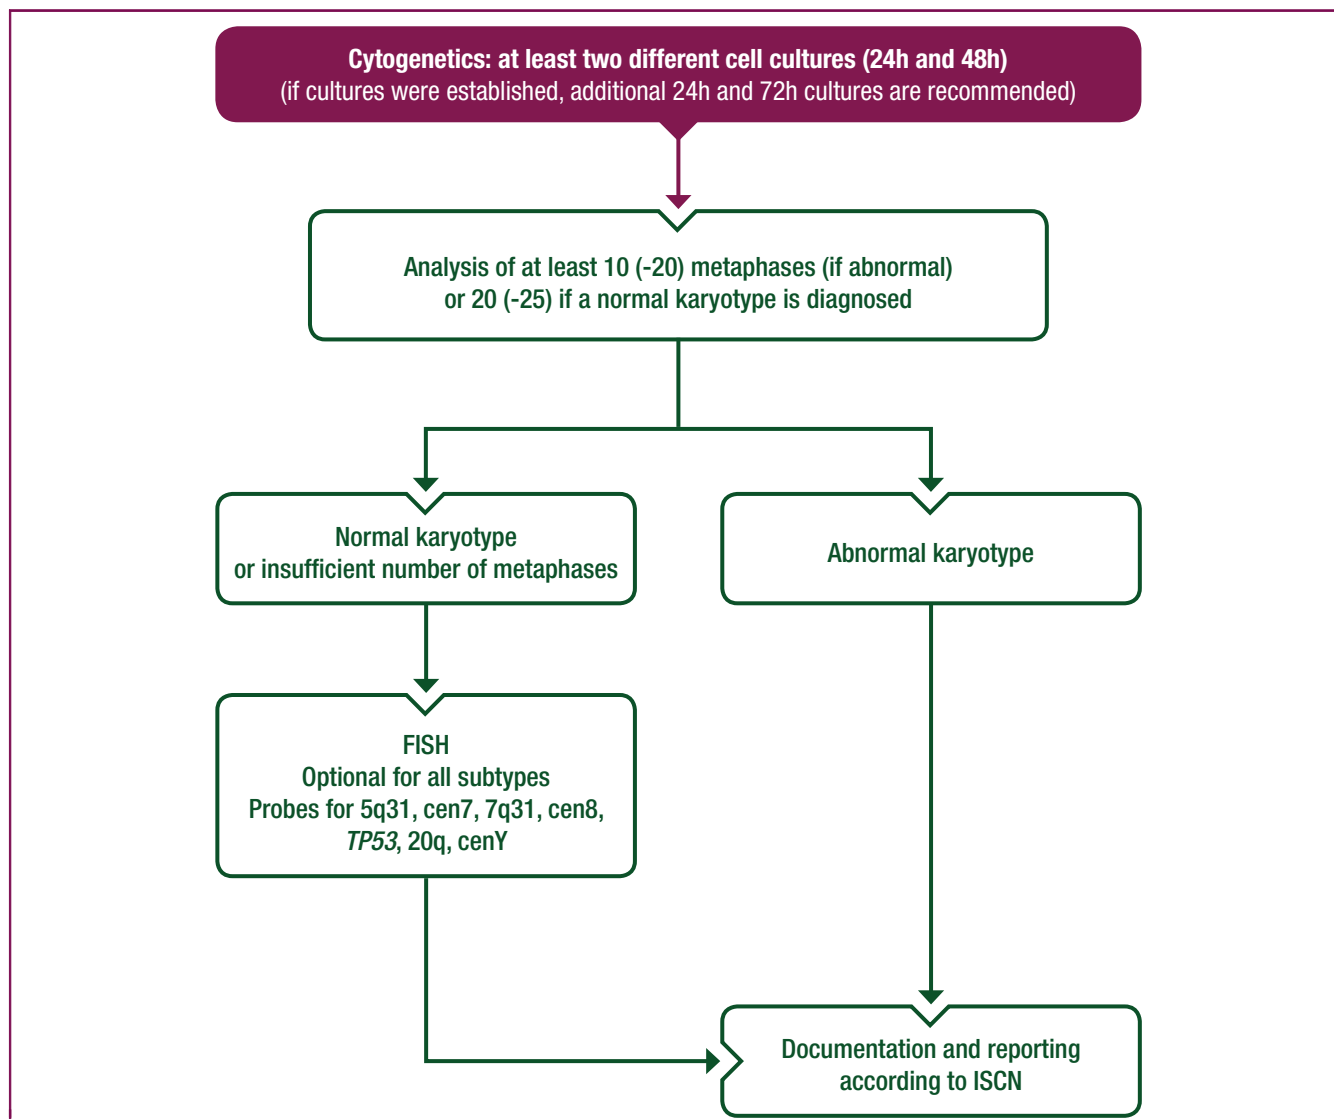 Cytogenetics: at least two different cell cultures (24h and 48h)
(if cultures were established, additional 24h and 72h cultures are recommended)
Analysis of at least 10 (-20) metaphases (if abnormal)
or 20 (-25) if a normal karyotype is diagnosed
Normal karyotype
or insufficient number of metaphases
Abnormal karyotype
FISH
Optional for all subtypes
Probes for 5q31, cen7, 7q31, cen8,
TP53, 20q, cenY
Documentation and reporting
according to ISCN